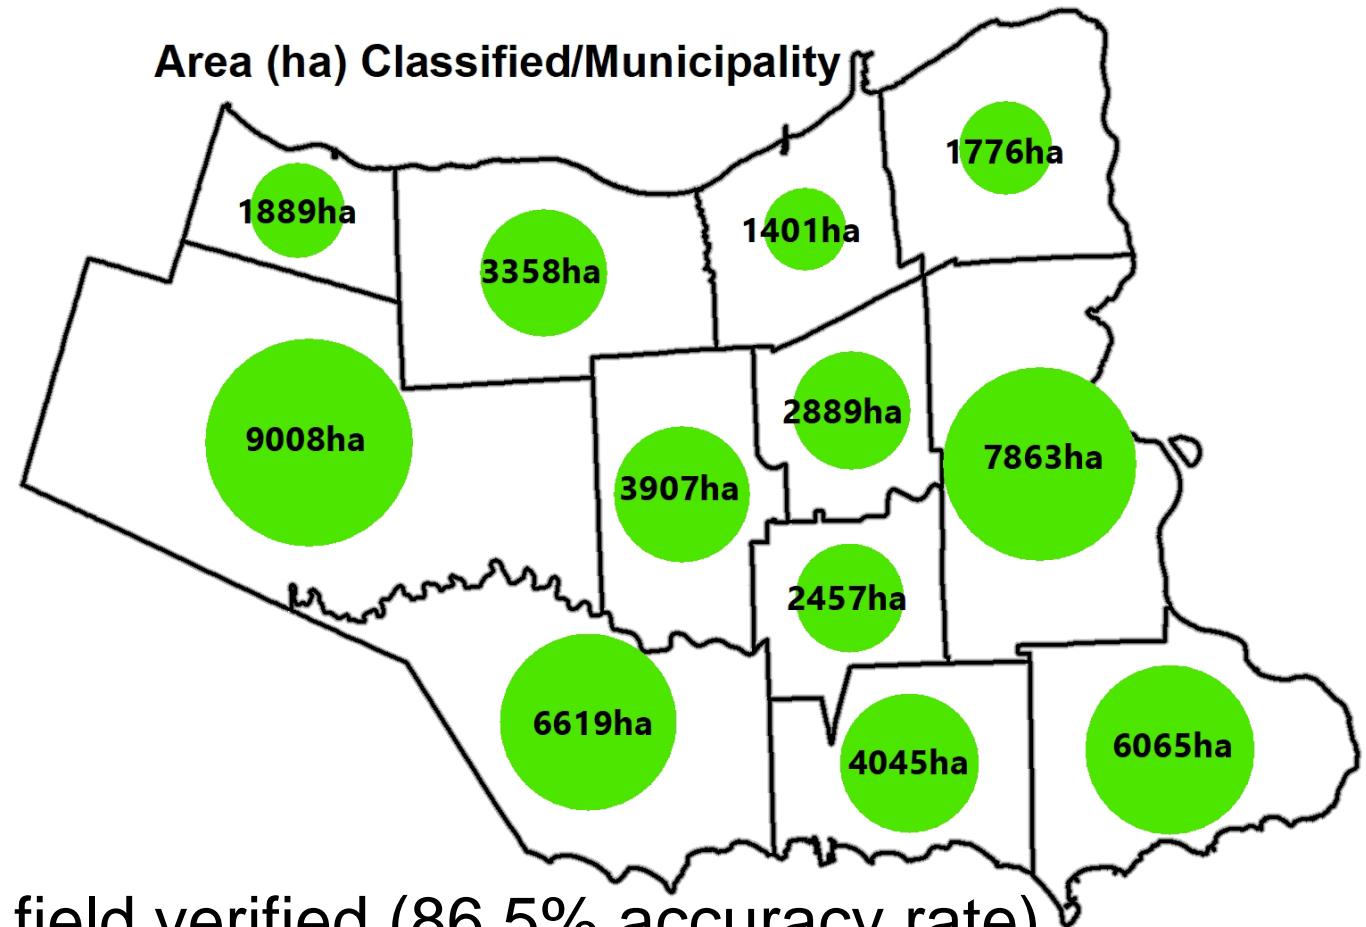 Area (ha) Classified/Municipality
1776ha
1889ha
1401ha
3358ha
2889ha
9008ha
7863ha
3907ha
2457ha
6619ha
6065ha
4045ha
field verified (86.5% accuracy rate)